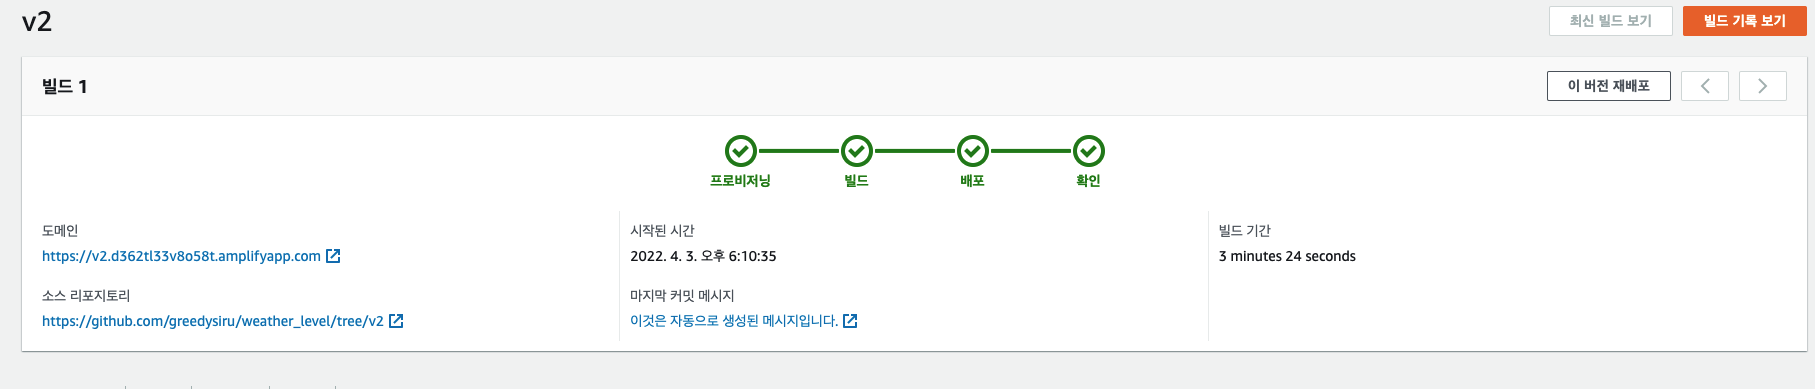 v2
최신 빌드 보기
빌드 기록 보기
빌드 1
이 버전 재배포
프로비저닝
빌드
배포
확인
도메인
https://v2.d362tl33v8o58t.amplifyapp.com
시작된 시간
2022. 4. 3. 오후 6:10:35
빌드 기간
3 minutes 24 seconds
소스 리포지토리
https://github.com/greedysiru/weather_level/tree/v2
마지막 커밋 메시지
이것은 자동으로 생성된 메시지입니다.